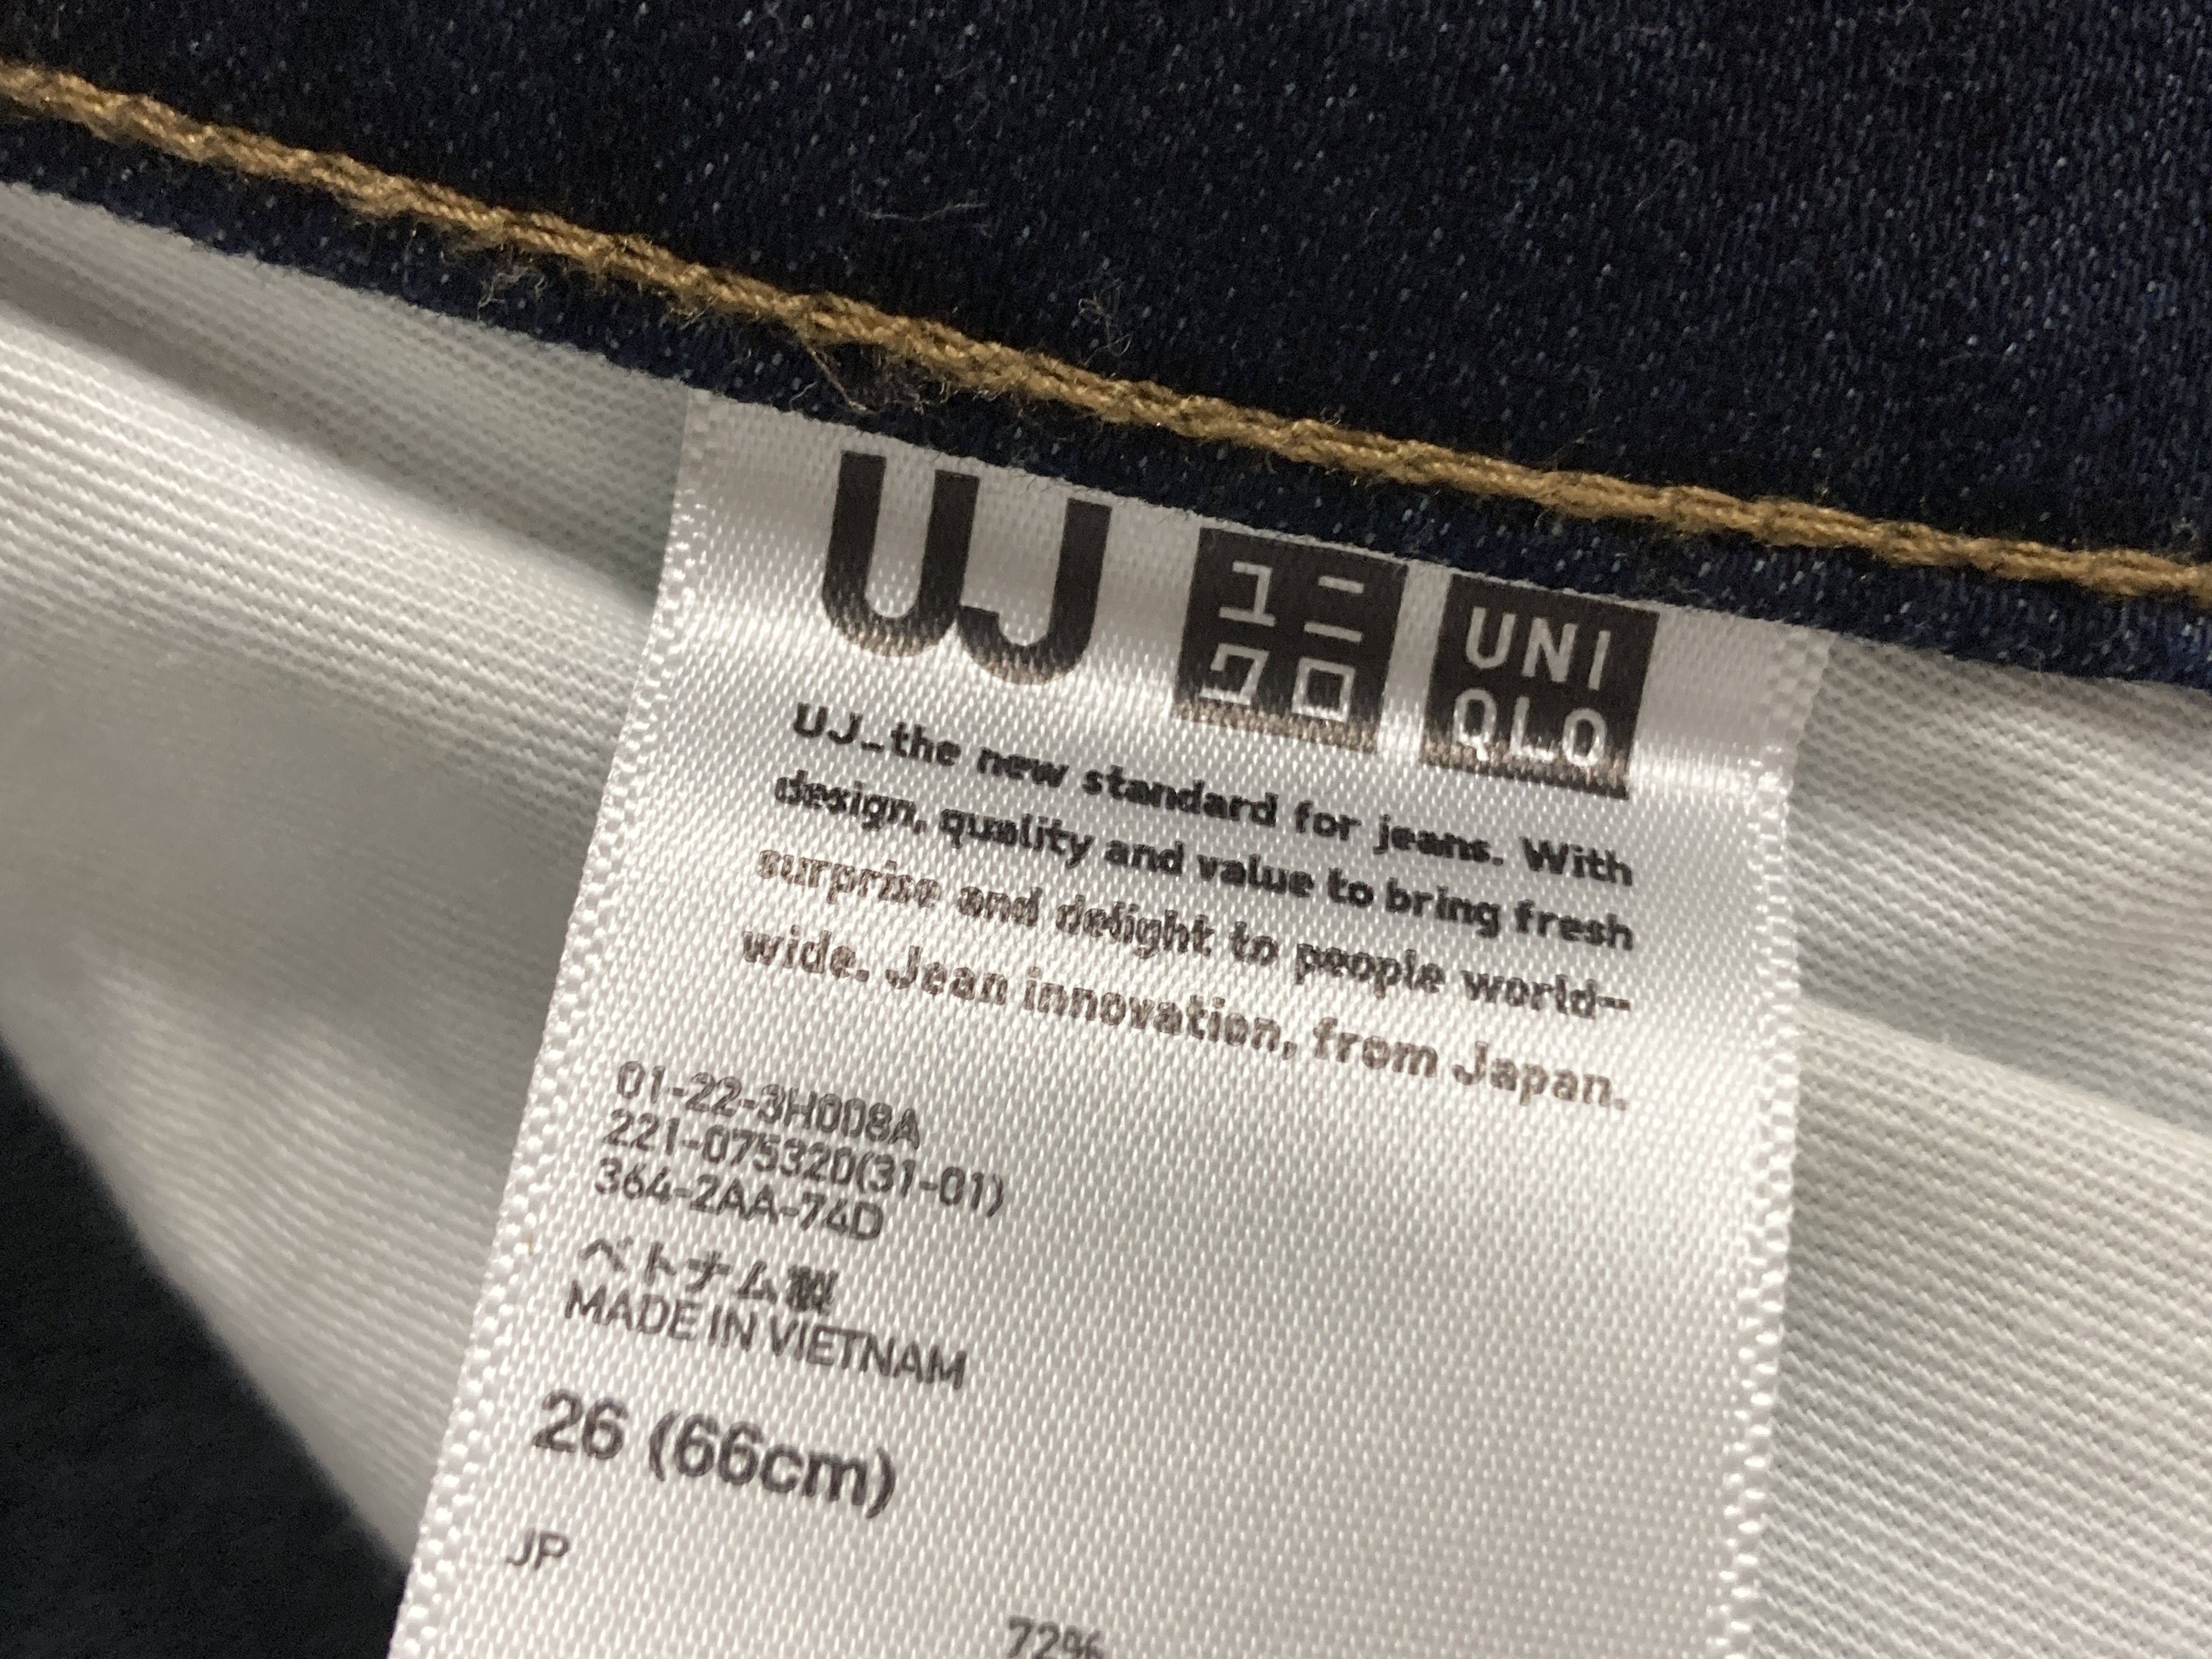 UJ
ユニ
クロ
UNI
QLO
UJ_the new standard for jeans. With
design, quality and value to bring fresh
surprise and delight to people world-
wide. Jean innovation, from Japan.
01-22-3H008A
221-075320(31-01)
364-2AA-74D
ベトナム製
MADE IN VIETNAM
26 (66cm)
JP
72%